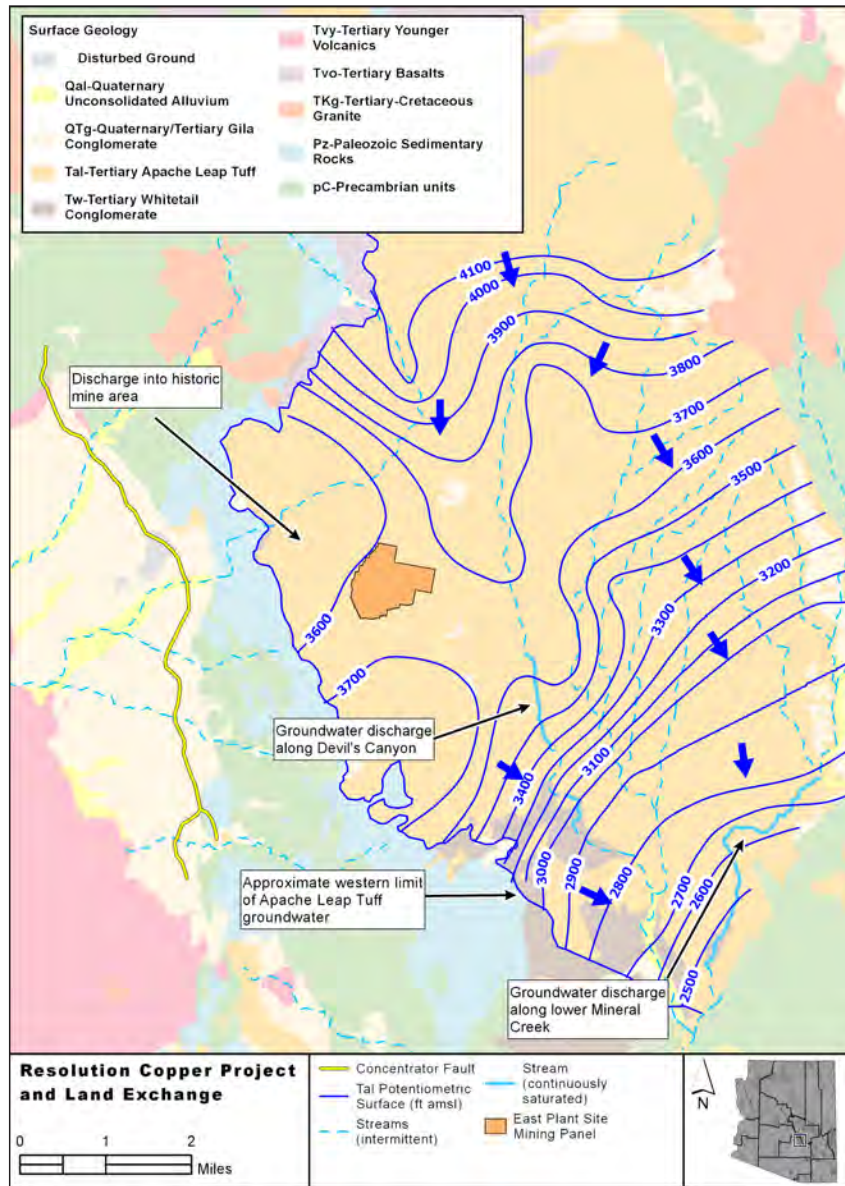 Surface Geology
Disturbed Ground
Qal-Quaternary
Unconsolidated Alluvium
QTg-Quaternary/Tertiary Gila
Conglomerate
Tal-Tertiary Apache Leap Tuff
Tw-Tertiary Whitetail
Conglomerate
Tvy-Tertiary Younger
Volcanics
Tvo-Tertiary Basalts
TKg-Tertiary-Cretaceous
Granite
Pz-Paleozoic Sedimentary
Rocks
pC-Precambrian units
4100
4000
3900
3800
3700
3600
3500
3200
3300
3100
3400
3000
2900
2800
2700
2600
2500
3600
3700
Discharge into historic
mine area
Groundwater discharge
along Devil's Canyon
Approximate western limit
of Apache Leap Tuff
groundwater
Groundwater discharge
along lower Mineral
Creek
Resolution Copper Project
and Land Exchange
0 1 2
Miles
Concentrator Fault
Tal Potentiometric
Surface (ft amsl)
Streams (intermittent)
Stream
(continuously
saturated)
East Plant Site
Mining Panel
N